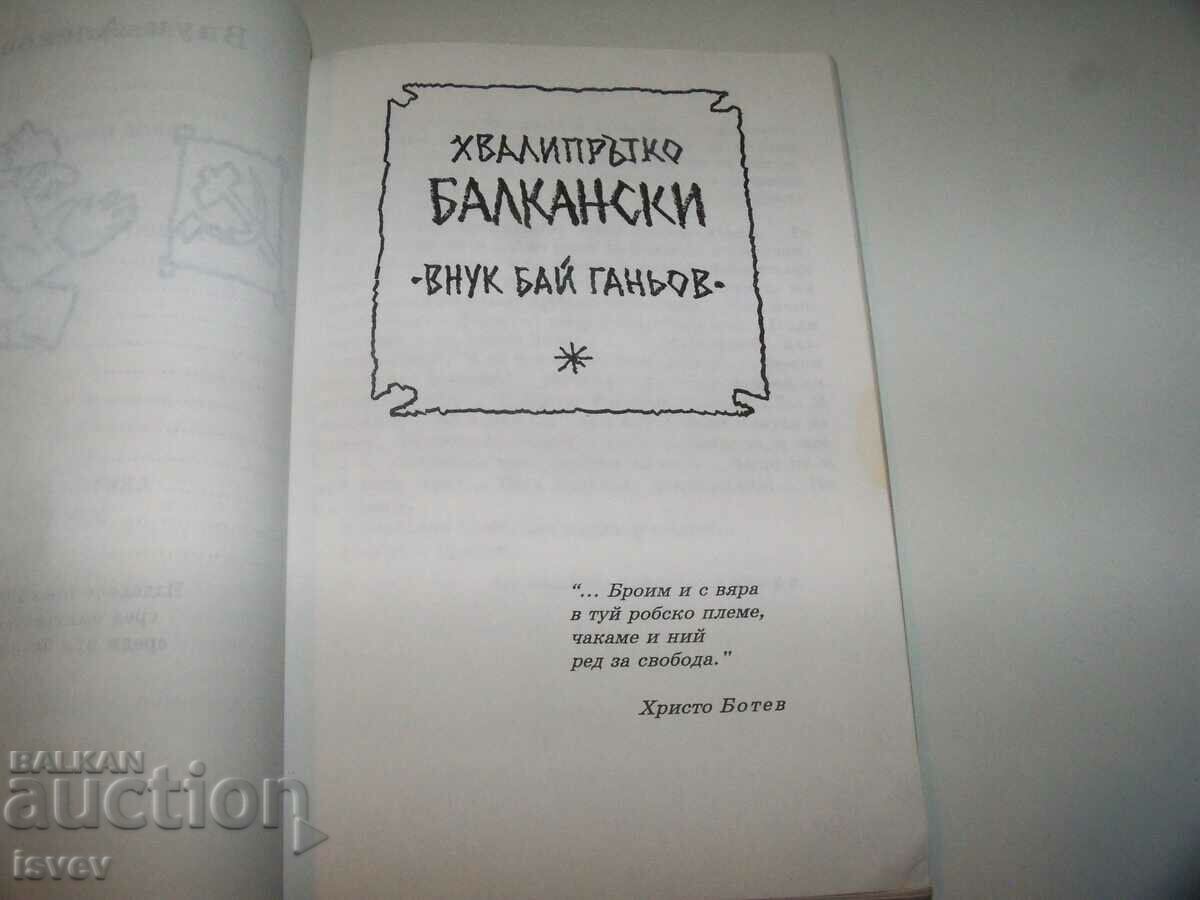 ХВАЛИПРЪТКО
БАЛКАНСКИ
·ВНУК БАЙ ГАНЬОВ·
"... Броим и с вяра
в туй робско племе,
чакаме и ний
ред за свобода."
Христо Ботев
BALKAN
auction
isvev